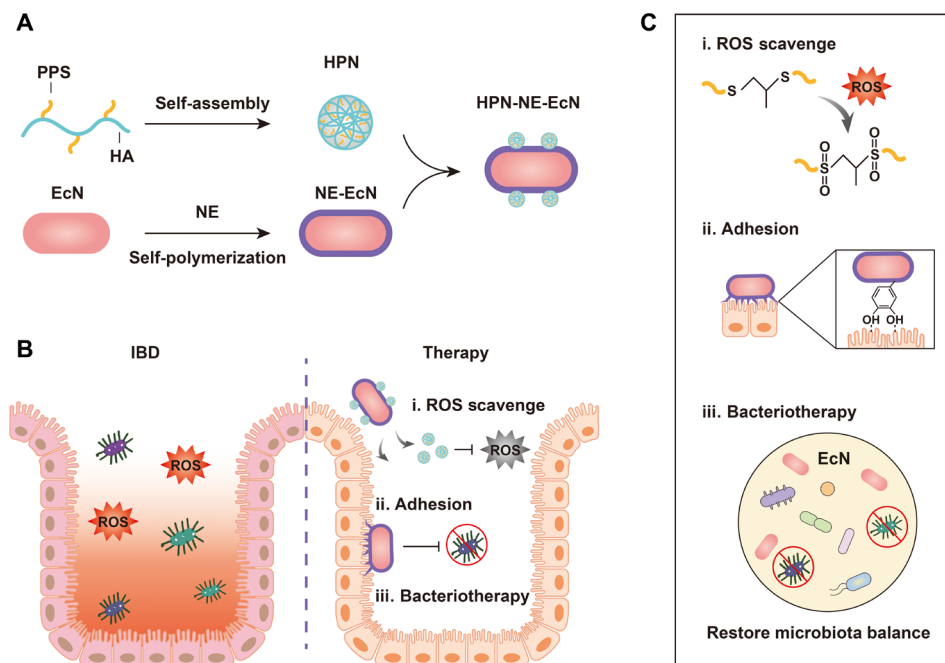 A
PPS
HA
Self-assembly
HPN
HPN-NE-EcN
EcN
NE
Self-polymerization
NE-EcN
B
IBD
Therapy
ROS
ROS
i. ROS scavenge
ROS
ii. Adhesion
iii. Bacteriotherapy
C
i. ROS scavenge
S
S
ROS
O
S
O
O
S
O
ii. Adhesion
OH
OH
iii. Bacteriotherapy
EcN
Restore microbiota balance